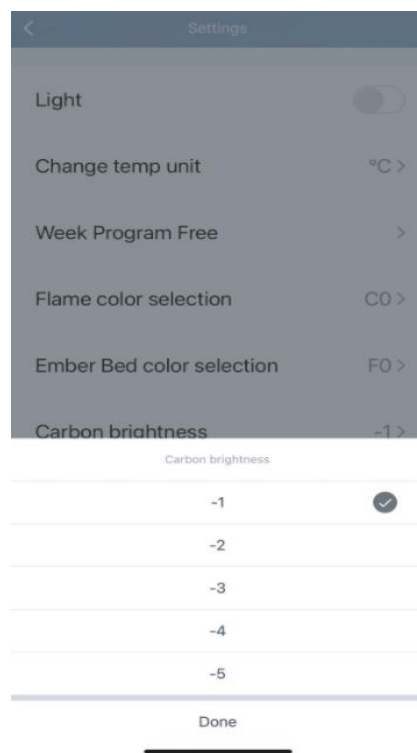 Settings
Light
Change temp unit °C >
Week Program Free >
Flame color selection C0 >
Ember Bed color selection F0 >
Carbon brightness -1 >
Carbon brightness
-1
-2
-3
-4
-5
Done